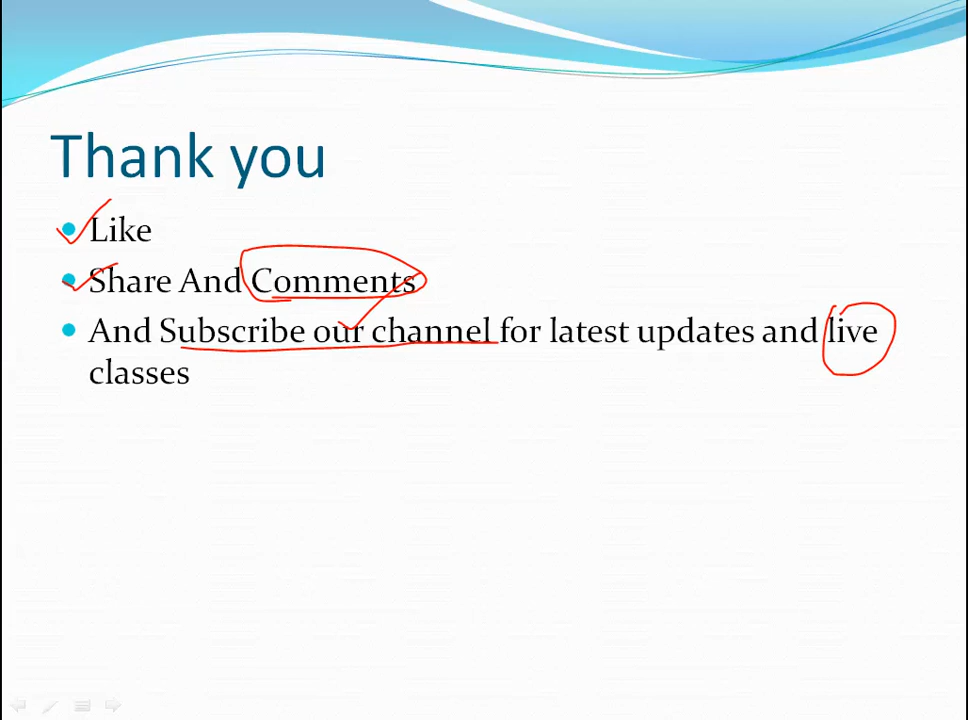 Thank you
Like
Share And Comments
And Subscribe our channel for latest updates and live
classes